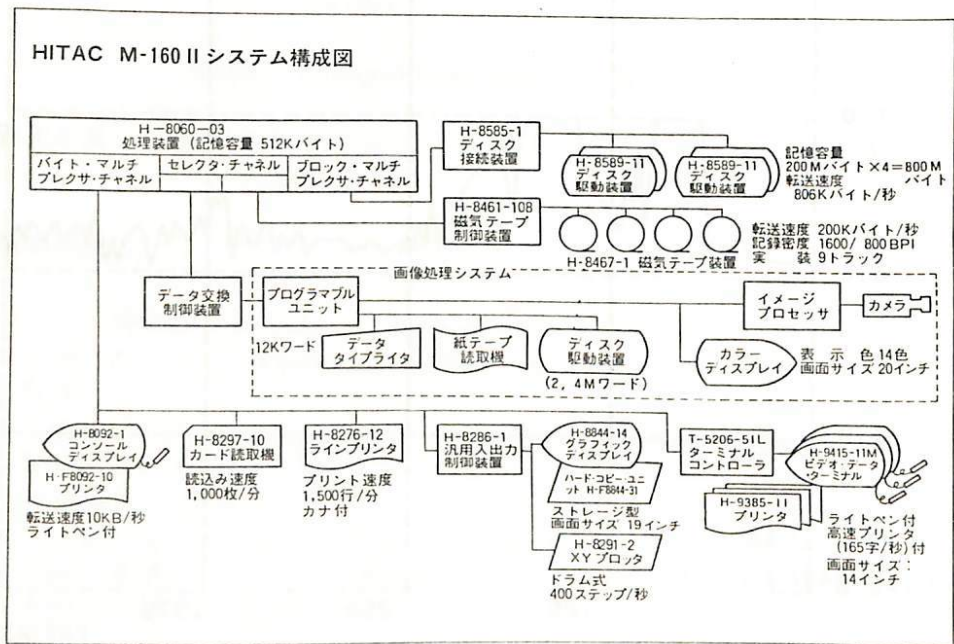 HITAC M-160 II システム構成図
H-8060-03
処理装置 (記憶容量 512Kバイト)
バイト・マルチ
プレクサ・チャネル
セレクタ・チャネル
ブロック・マルチ
プレクサ・チャネル
H-8585-1
ディスク
接続装置
H-8589-11
ディスク
駆動装置
H-8589-11
ディスク
駆動装置
記憶容量
200Mバイト×4=800M
バイト
転送速度
806Kバイト/秒
H-8461-108
磁気テープ
制御装置
H-8467-1 磁気テープ装置
転送速度 200Kバイト/秒
記録密度 1600/ 800BPI
実装 9トラック
画像処理システム
データ交換
制御装置
プログラマブル
ユニット
12Kワード
データ
タイプライタ
紙テープ
読取機
ディスク
駆動装置
(2, 4Mワード)
イメージ
プロセッサ
カメラ
カラー
ディスプレイ
表示色 14色
画面サイズ 20インチ
H-8092-1
コンソール
ディスプレイ
H-F8092-10
プリンタ
転送速度10KB/秒
ライトペン付
H-8297-10
カード読取機
読込み速度
1,000枚/分
H-8276-12
ラインプリンタ
プリント速度
1,500行/分
カナ付
H-8286-1
汎用入出力
制御装置
H-8844-14
グラフィック
ディスプレイ
ハード・コピー・ユニ
ット H-F8844-31
ストレージ型
画面サイズ 19インチ
H-8291-2
XYプロッタ
ドラム式
400ステップ/秒
T-5206-51L
ターミナル
コントローラ
H-9415-11M
ビデオ・データ
・ターミナル
H-9385-11
プリンタ
ライトペン付
高速プリンタ
(165字/秒)付
画面サイズ:
14インチ